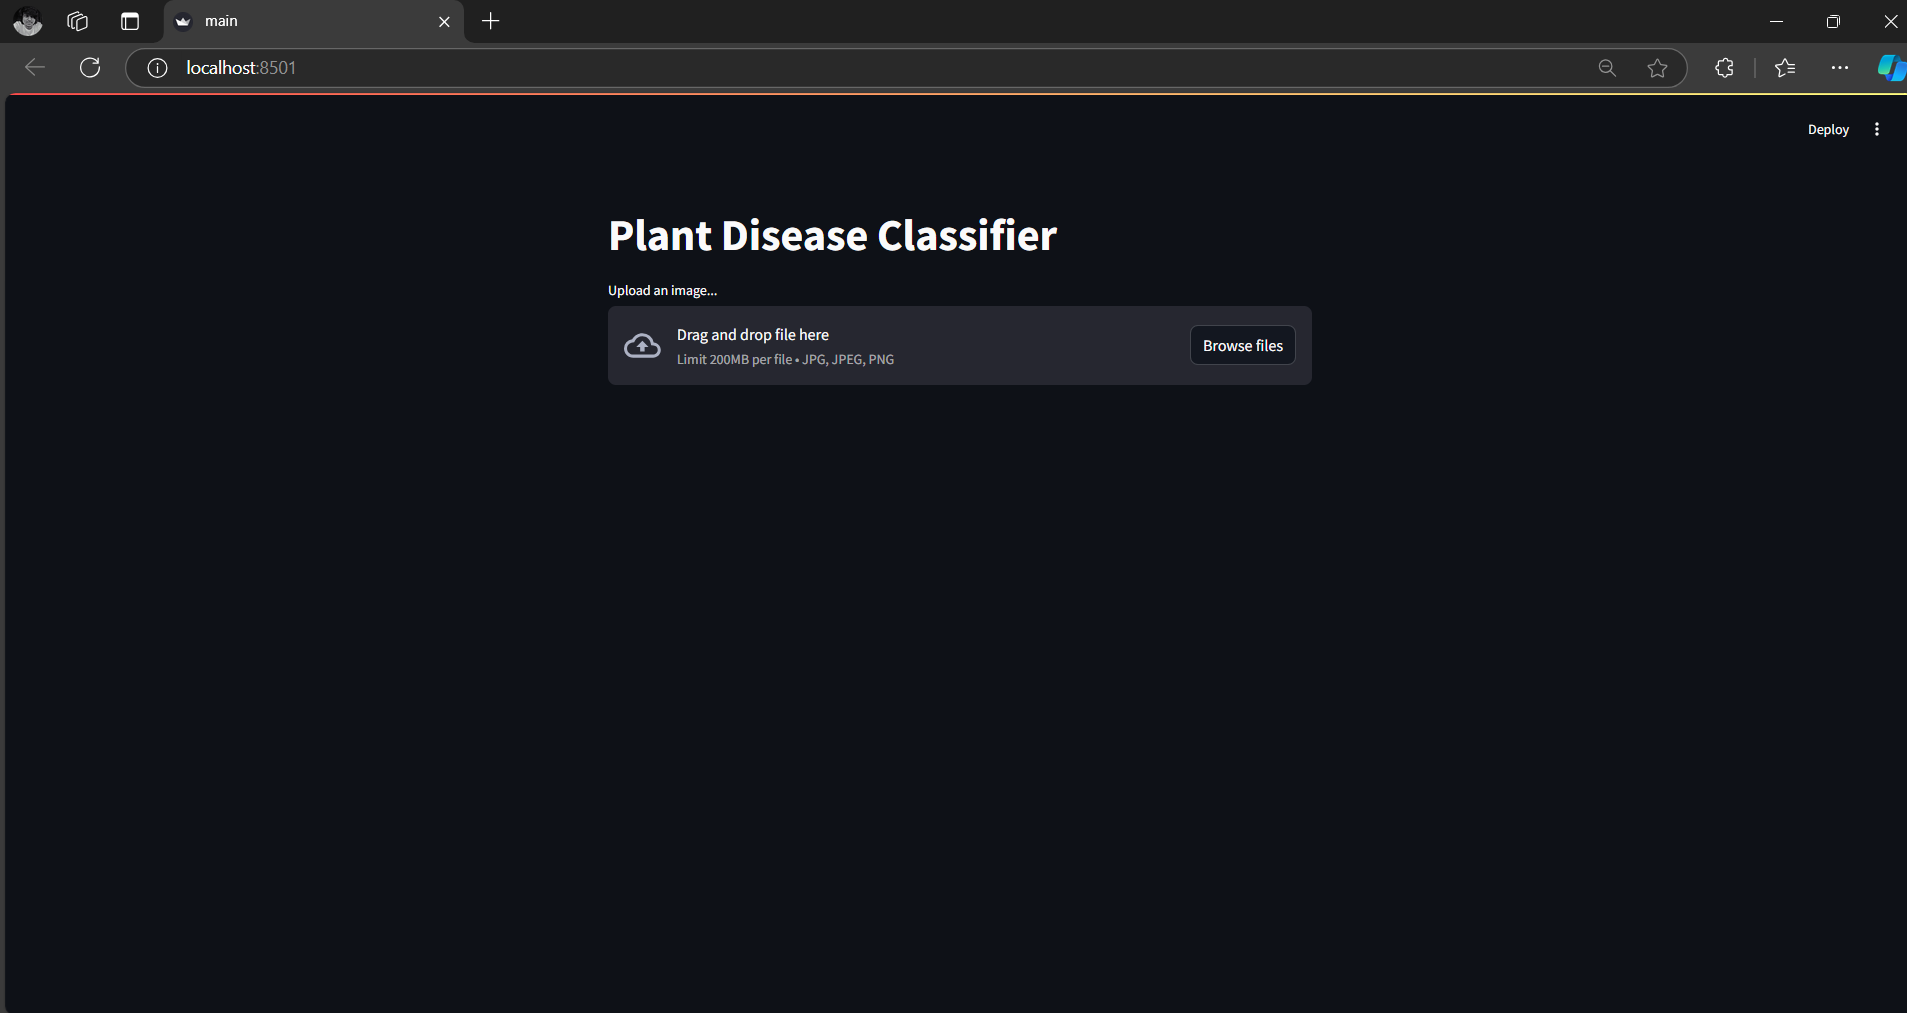 main
localhost:8501
Deploy
Plant Disease Classifier
Upload an image...
Drag and drop file here
Limit 200MB per file • JPG, JPEG, PNG
Browse files